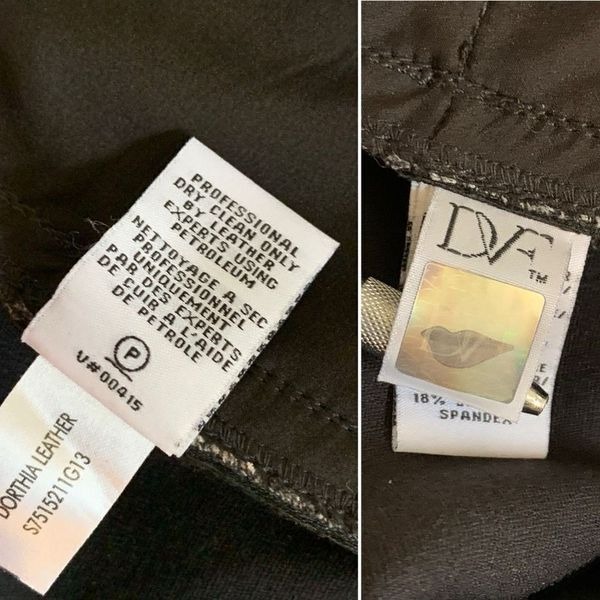 PROFESSIONAL
DRY CLEAN ONLY
BY LEATHER
EXPERTS USING
PETROLEUM
NETTOYAGE A SEC
PROFESSIONNEL
UNIQUEMENT
PAR DES EXPERTS
DE CUIR A L'AIDE
DE PETROLE
P
V#00415
DORTHIA LEATHER
S7515211G13
DVF
™
18%
SPANDEX